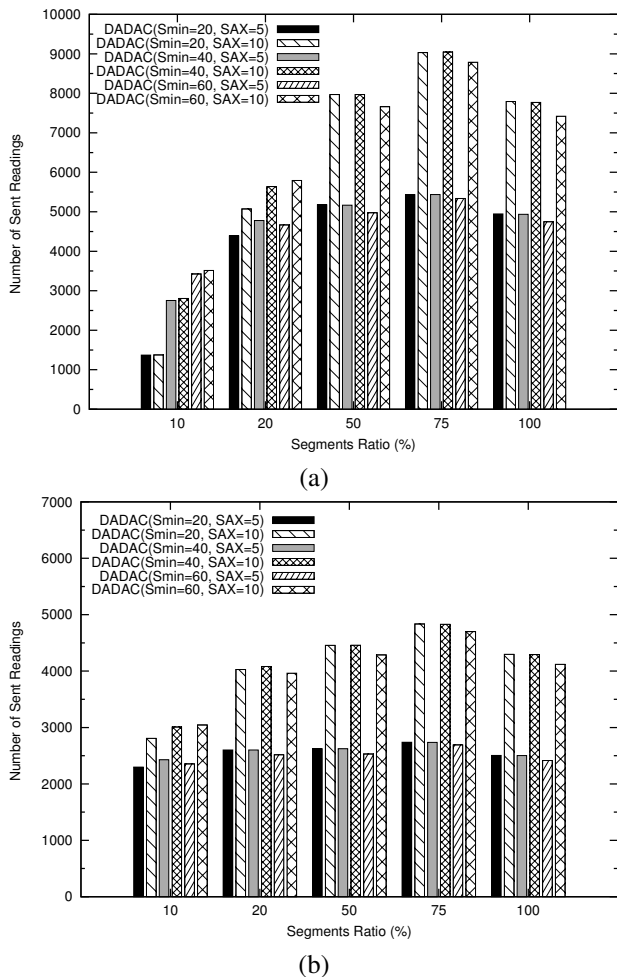 10000
9000
8000
7000
6000
5000
4000
3000
2000
1000
0
Number of Sent Readings
DADAC(Smin=20, SAX=5)
DADAC(Smin=20, SAX=10)
DADAC(Smin=40, SAX=5)
DADAC(Smin=40, SAX=10)
DADAC(Smin=60, SAX=5)
DADAC(Smin=60, SAX=10)
10 20 50 75 100
Segments Ratio (%)
(a)
7000
6000
5000
4000
3000
2000
1000
0
Number of Sent Readings
DADAC(Smin=20, SAX=5)
DADAC(Smin=20, SAX=10)
DADAC(Smin=40, SAX=5)
DADAC(Smin=40, SAX=10)
DADAC(Smin=60, SAX=5)
DADAC(Smin=60, SAX=10)
10 20 50 75 100
Segments Ratio (%)
(b)